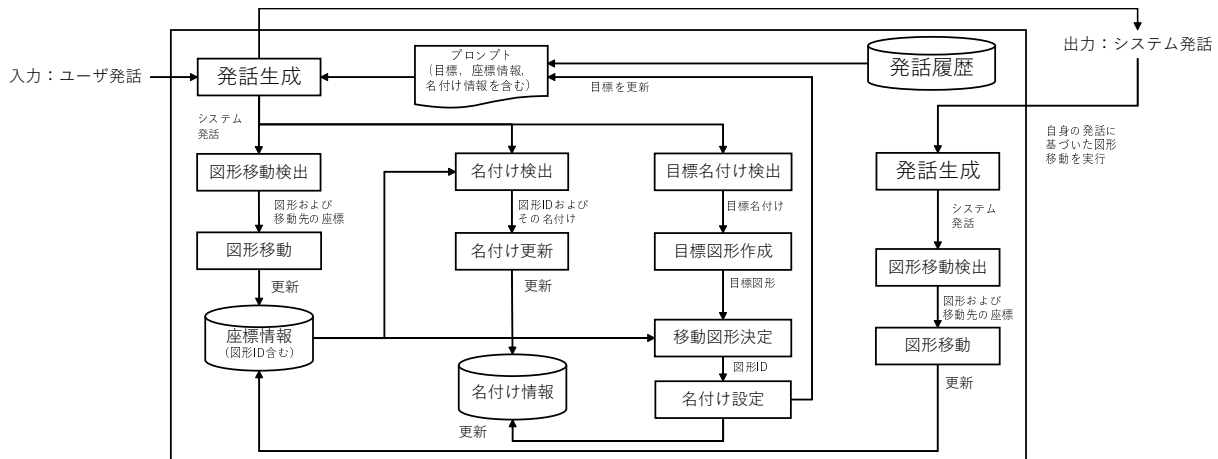 入力：ユーザ発話
発話生成
プロンプト
（目標，座標情報，
名付け情報を含む）
発話履歴
出力：システム発話
目標を更新
システム
発話
図形移動検出
図形および
移動先の座標
図形移動
更新
座標情報
（図形ID含む）
名付け検出
図形IDおよび
その名付け
名付け更新
更新
名付け情報
更新
目標名付け検出
目標名付け
目標図形作成
目標図形
移動図形決定
図形ID
名付け設定
自身の発話に
基づいた図形
移動を実行
発話生成
システム
発話
図形移動検出
図形および
移動先の座標
図形移動
更新